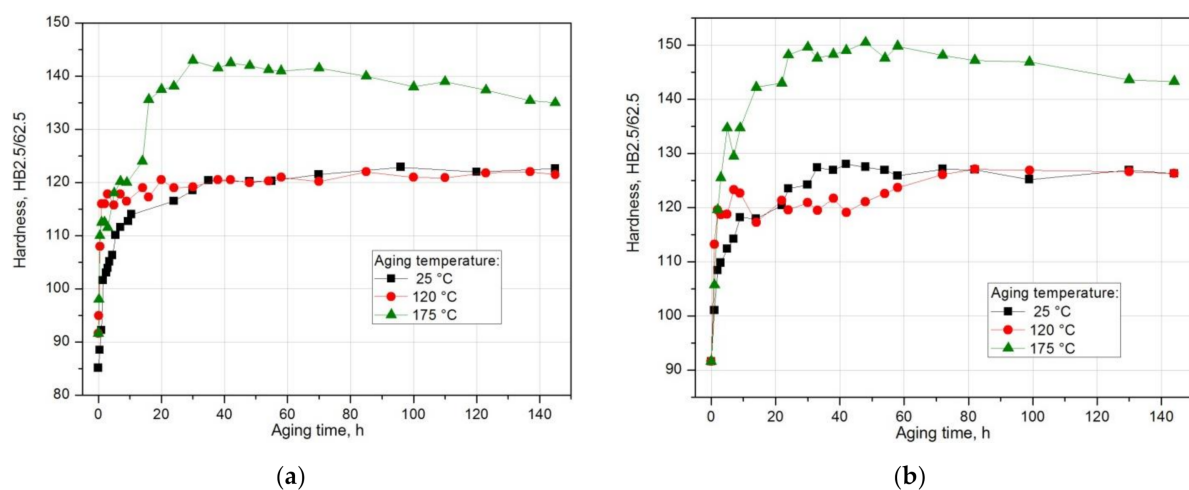 150
140
130
120
110
100
90
80
Hardness, HB2.5/62.5
Aging temperature:
25 °C
120 °C
175 °C
0 20 40 60 80 100 120 140
Aging time, h
(a)
150
140
130
120
110
100
90
Hardness, HB2.5/62.5
Aging temperature:
25 °C
120 °C
175 °C
0 20 40 60 80 100 120 140
Aging time, h
(b)